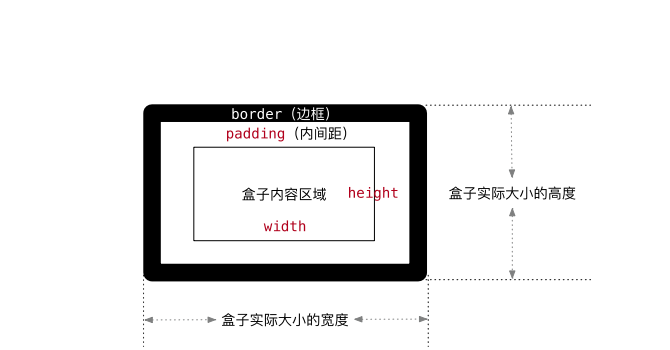 border（边框）
padding（内间距）
盒子内容区域
height
width
盒子实际大小的高度
盒子实际大小的宽度